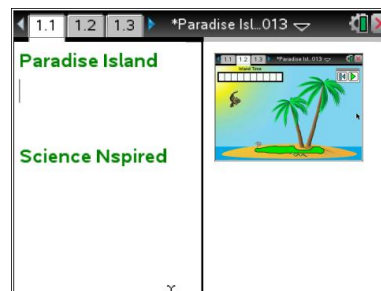 1.1 1.2 1.3 *Paradise Isl…013
Paradise Island
Science Nspired
1.1 1.2 1.3 *Paradise Isl…013
Island Time